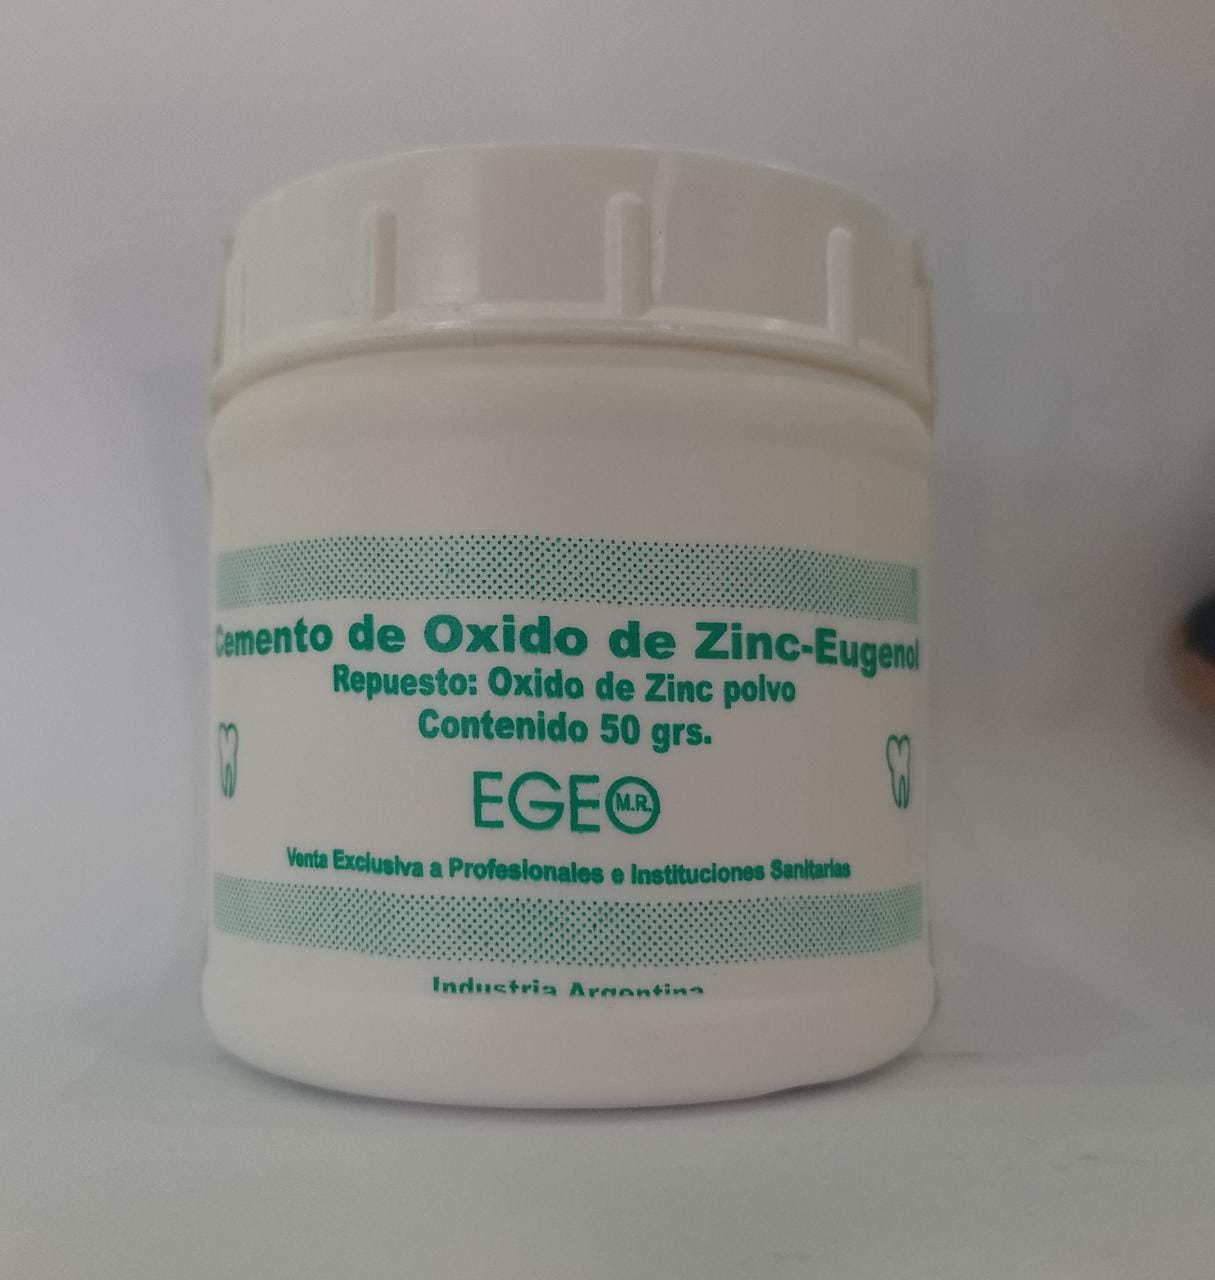 Cemento de Oxido de Zinc-Eugenol
Repuesto: Oxido de Zinc polvo
Contenido 50 grs.
EGEO M.R.
Venta Exclusiva a Profesionales e Instituciones Sanitarias
Industria Argentina